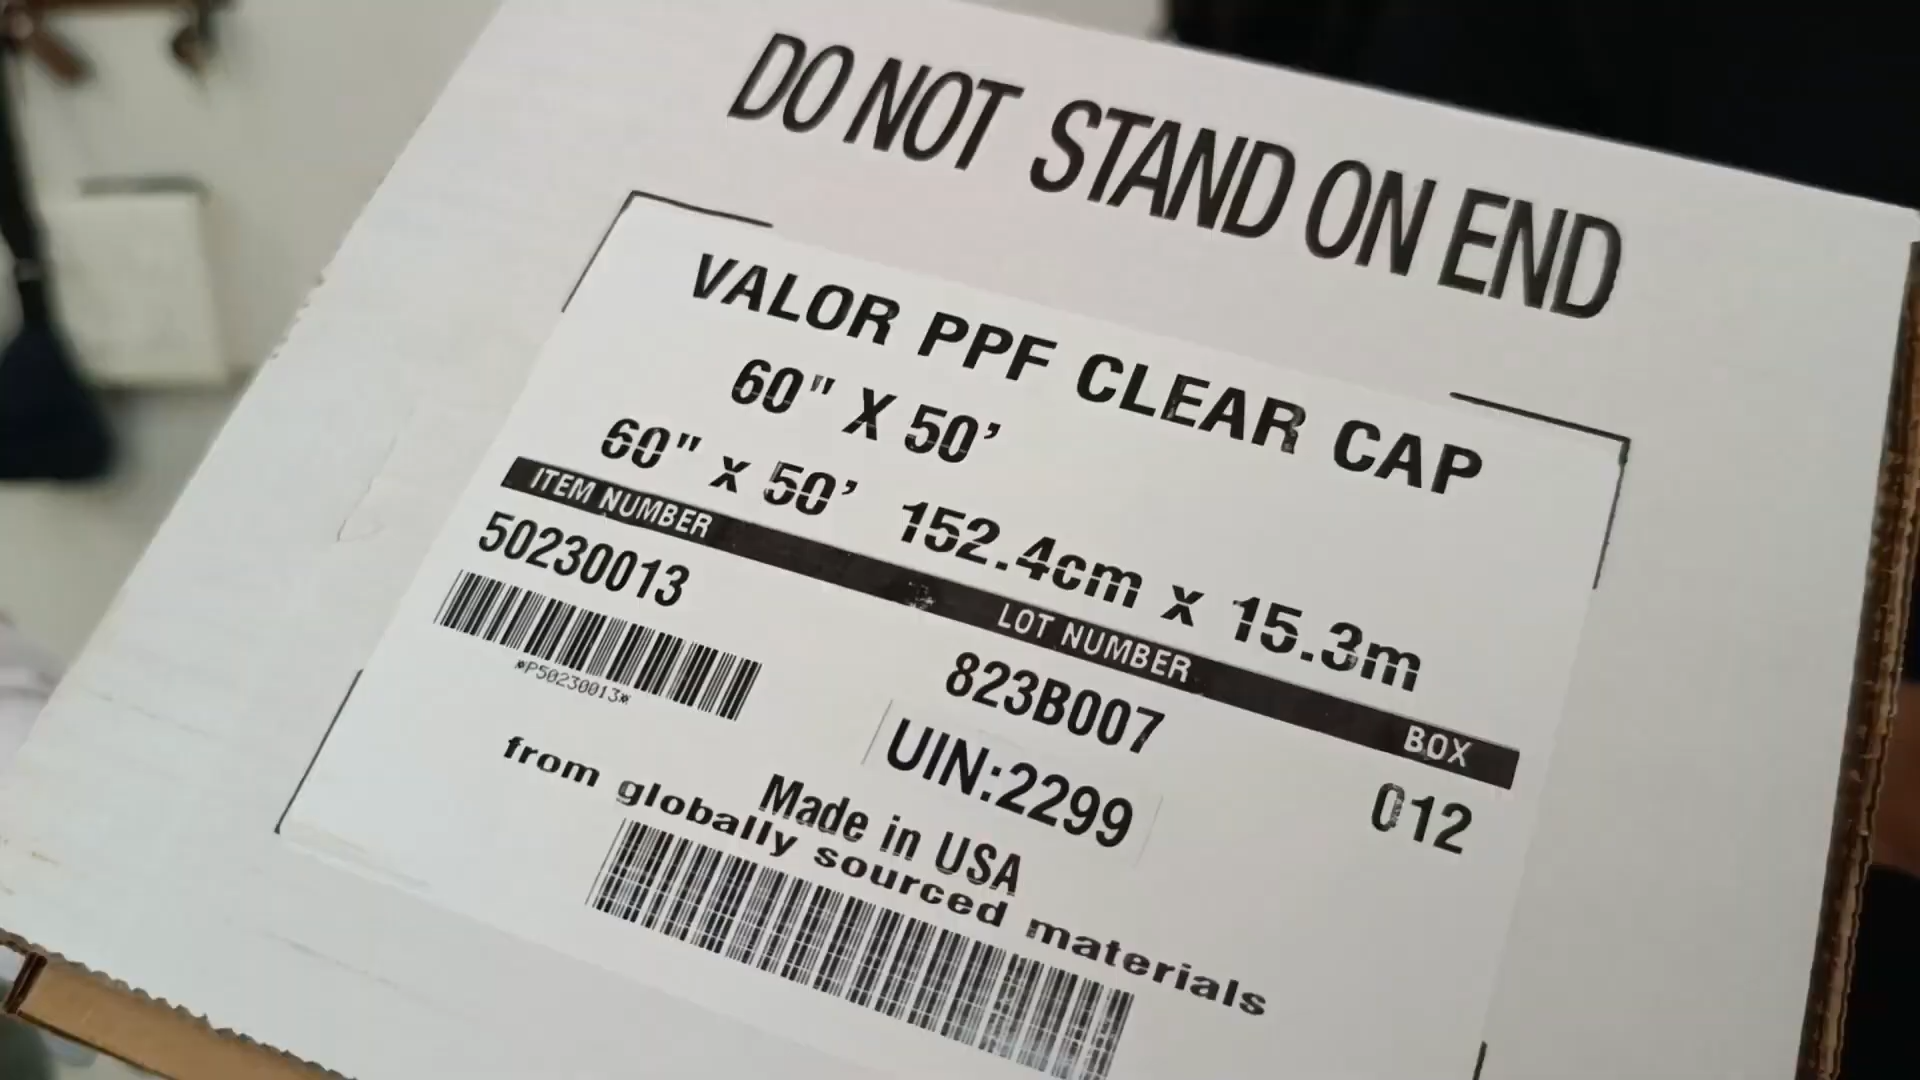 DO NOT STAND ON END
VALOR PPF CLEAR CAP
60" X 50’
60" x 50’ 152.4cm x 15.3m
ITEM NUMBER LOT NUMBER BOX
50230013 823B007 012
*P50230013*
UIN:2299
Made in USA
from globally sourced materials